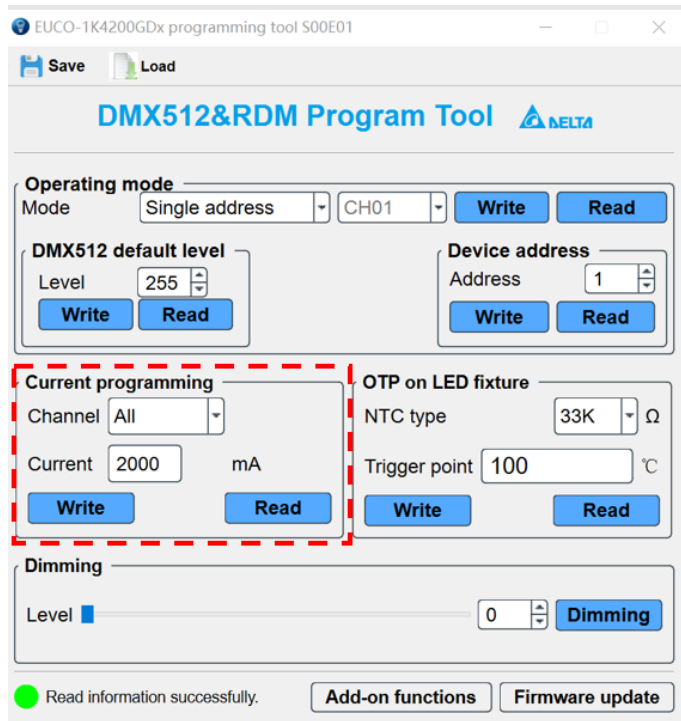 EUCO-1K4200GDx programming tool S00E01
Save Load
DMX512&RDM Program Tool DELTA
Operating mode
Mode Single address CH01 Write Read
DMX512 default level
Level 255
Write Read
Device address
Address 1
Write Read
Current programming
Channel All
Current 2000 mA
Write Read
OTP on LED fixture
NTC type 33K Ω
Trigger point 100 ℃
Write Read
Dimming
Level 0 Dimming
Read information successfully. Add-on functions Firmware update